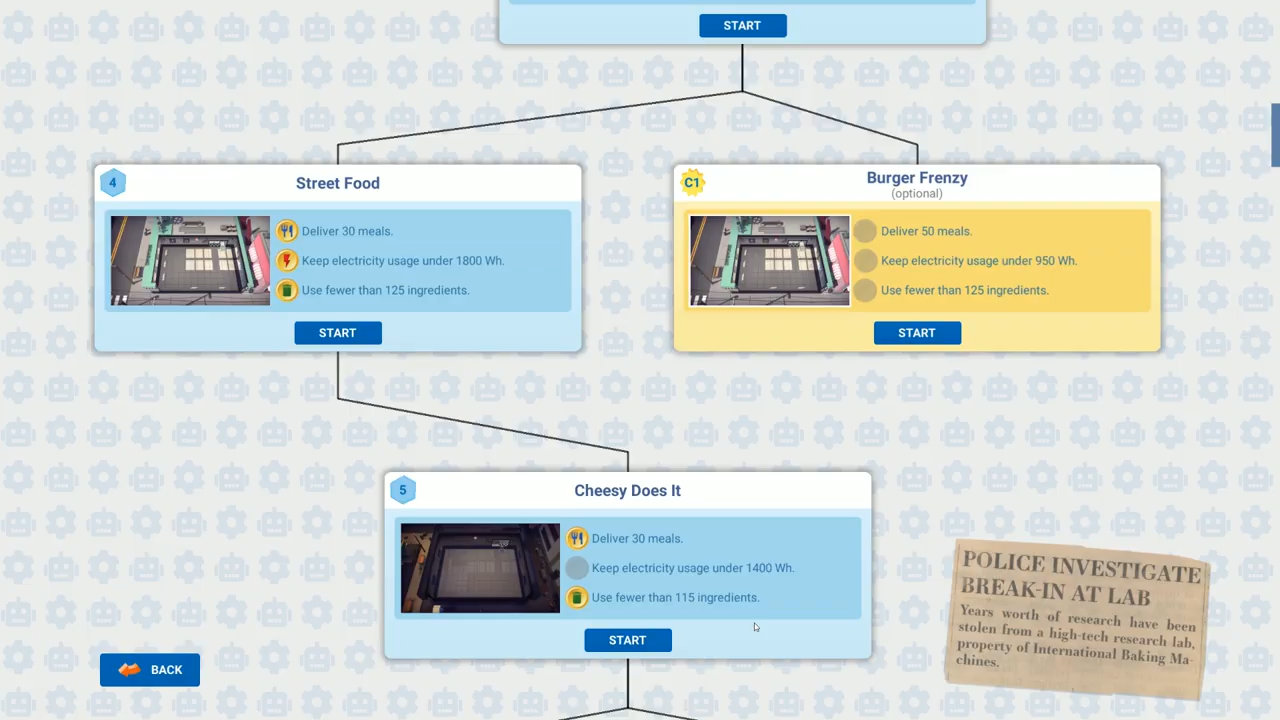 START
4
Street Food
Deliver 30 meals.
Keep electricity usage under 1800 Wh.
Use fewer than 125 ingredients.
START
C1
Burger Frenzy
(optional)
Deliver 50 meals.
Keep electricity usage under 950 Wh.
Use fewer than 125 ingredients.
START
5
Cheesy Does It
Deliver 30 meals.
Keep electricity usage under 1400 Wh.
Use fewer than 115 ingredients.
START
POLICE INVESTIGATE
BREAK-IN AT LAB
Years worth of research have been
stolen from a high-tech research lab,
property of International Baking Ma-
chines.
BACK